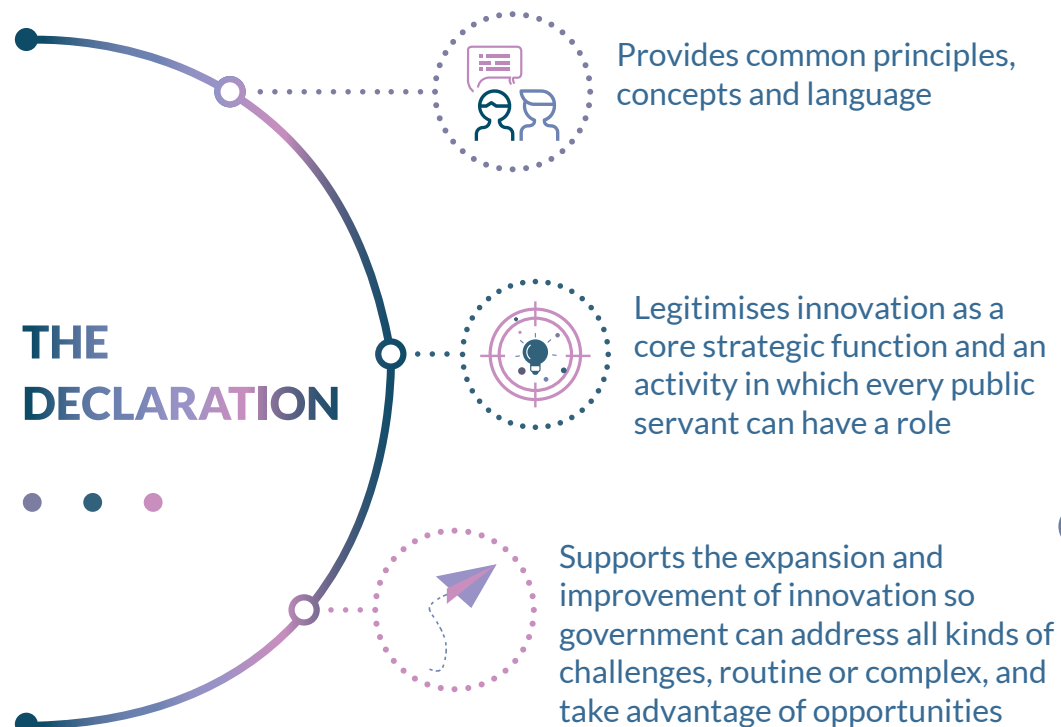 Provides common principles,
concepts and language
THE
DECLARATION
Legitimises innovation as a
core strategic function and an
activity in which every public
servant can have a role
Supports the expansion and
improvement of innovation so
government can address all kinds of
challenges, routine or complex, and
take advantage of opportunities